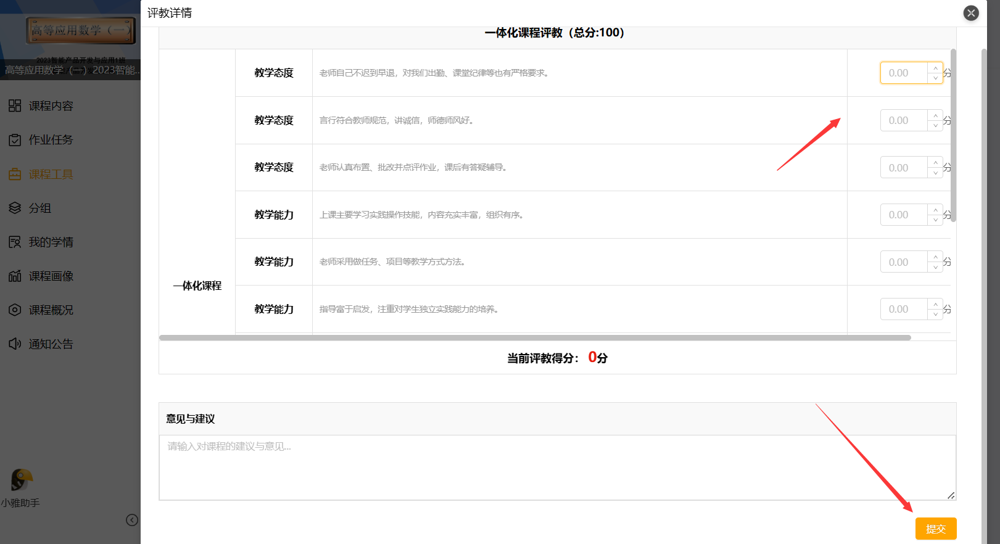 评教详情
高等应用数学（一）
2023智能产品开发与应用1班
高等应用数学（一）2023智能...
课程内容
作业任务
课程工具
分组
我的学情
课程画像
课程概况
通知公告
小雅助手
一体化课程评教（总分:100）
一体化课程
教学态度 老师自己不迟到早退，对我们出勤、课堂纪律等也有严格要求。 0.00 分
教学态度 言行符合教师规范，讲诚信，师德师风好。 0.00 分
教学态度 老师认真布置、批改并点评作业，课后有答疑辅导。 0.00 分
教学能力 上课主要学习实践操作技能，内容充实丰富，组织有序。 0.00 分
教学能力 老师采用做任务、项目等教学方式方法。 0.00 分
教学能力 指导富于启发，注重对学生独立实践能力的培养。 0.00 分
当前评教得分： 0分
意见与建议
请输入对课程的建议与意见...
提交